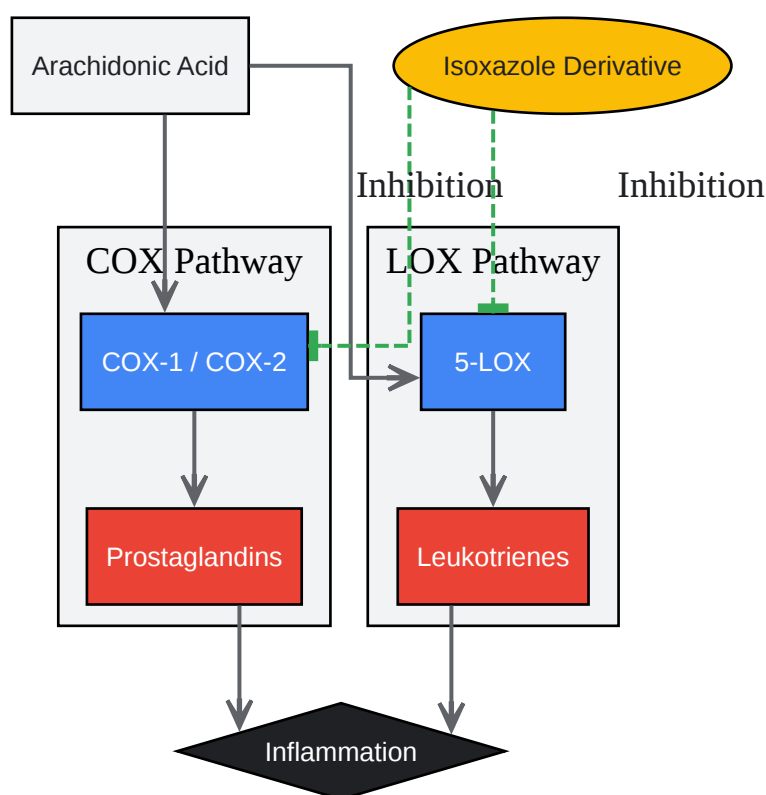 Arachidonic Acid
Isoxazole Derivative
Inhibition
Inhibition
COX Pathway
LOX Pathway
COX-1 / COX-2
5-LOX
Prostaglandins
Leukotrienes
Inflammation